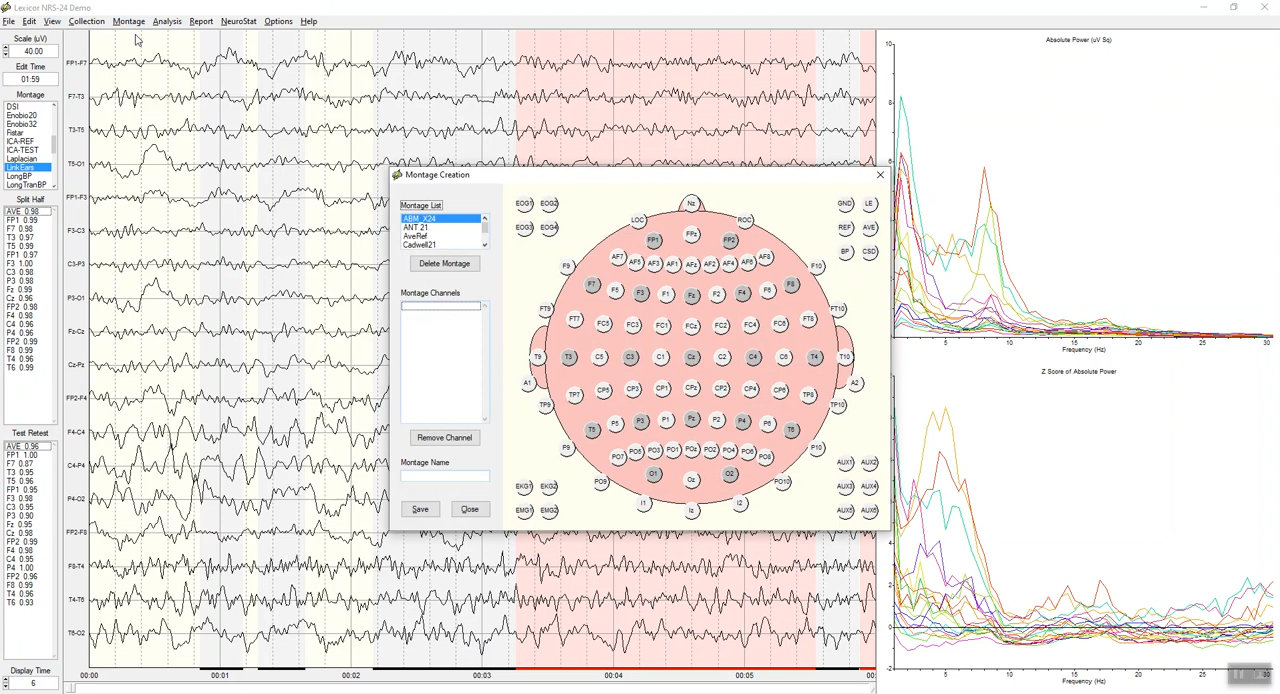 Lexicor NRS-24 Demo
File Edit View Collection Montage Analysis Report NeuroStat Options Help
Scale (uV)
40.00
Edit Time
01:59
Montage
DSI
Enobio20
Enobio32
fistar
ICA-REF
ICA-TEST
Laplacian
LinkEars
LongBP
LongTranBP
Split Half
AVE 0.98
FP1 0.99
F7 0.98
T3 0.97
T5 0.99
FP1 0.97
F3 1.00
C3 0.98
P3 0.98
Fz 0.99
Cz 0.96
FP2 0.98
F4 0.98
C4 0.96
P4 0.96
FP2 0.99
F8 0.99
T4 0.96
T6 0.99
Test Retest
AVE 0.96
FP1 1.00
F7 0.87
T3 0.95
T5 0.96
FP1 0.95
F3 0.98
C3 0.95
P3 0.90
Fz 0.95
Cz 0.98
FP2 0.99
F4 0.98
C4 0.95
P4 1.00
FP2 0.96
F8 0.99
T4 0.96
T6 0.93
Display Time
6
FP1-F7
F7-T3
T3-T5
T5-O1
FP1-F3
F3-C3
C3-P3
P3-O1
Fz-Cz
Cz-Pz
FP2-F4
F4-C4
C4-P4
P4-O2
FP2-F8
F8-T4
T4-T6
T6-O2
00:00 00:01 00:02 00:03 00:04 00:05
Montage Creation
Montage List
ABM_X24
ANT 21
AveRef
Cadwell21
Delete Montage
Montage Channels
Remove Channel
Montage Name
Save Close
EOG1 EOG2 Nz GND LE
LOC ROC
EOG3 EOG4 FPz REF AVE
FP1 FP2
BP CSD
AF7 AF5 AF3 AF1 AFz AF2 AF4 AF6 AF8
F9 F10
F7 F5 F3 F1 Fz F2 F4 F6 F8
FT9 FT10
FT7 FC5 FC3 FC1 FCz FC2 FC4 FC6 FT8
T9 T3 C5 C3 C1 Cz C2 C4 C6 T4 T10
A1 A2
TP7 CP5 CP3 CP1 CPz CP2 CP4 CP6 TP8
TP9 TP10
T5 P5 P3 P1 Pz P2 P4 P6 T6
P9 P10
PO7 PO5 PO3 PO1 POz PO2 PO4 PO6 PO8
AUX1 AUX2
O1 Oz O2
EKG1 EKG2 PO9 PO10 AUX3 AUX4
I1 I2
EMG1 EMG2 Iz AUX5 AUX6
Absolute Power (uV Sq)
10
8
6
5 10 15 20 25 30
Frequency (Hz)
Z Score of Absolute Power
4
2
0
-2
5 10 15 20 25 30
Frequency (Hz)